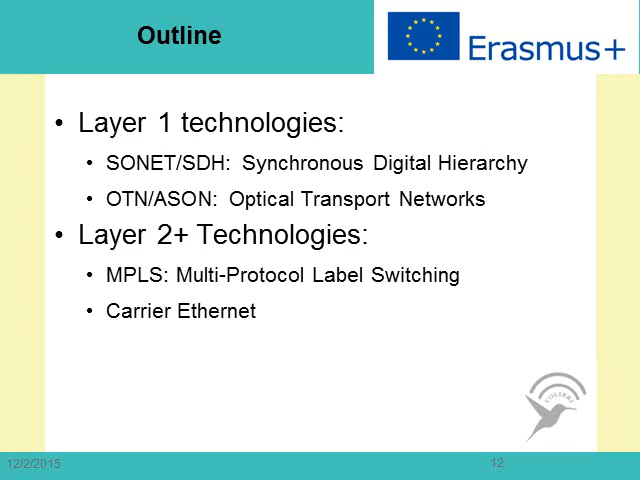 Outline
Erasmus+
• Layer 1 technologies:
• SONET/SDH: Synchronous Digital Hierarchy
• OTN/ASON: Optical Transport Networks
• Layer 2+ Technologies:
• MPLS: Multi-Protocol Label Switching
• Carrier Ethernet
COLIBRI
12/2/2015
12